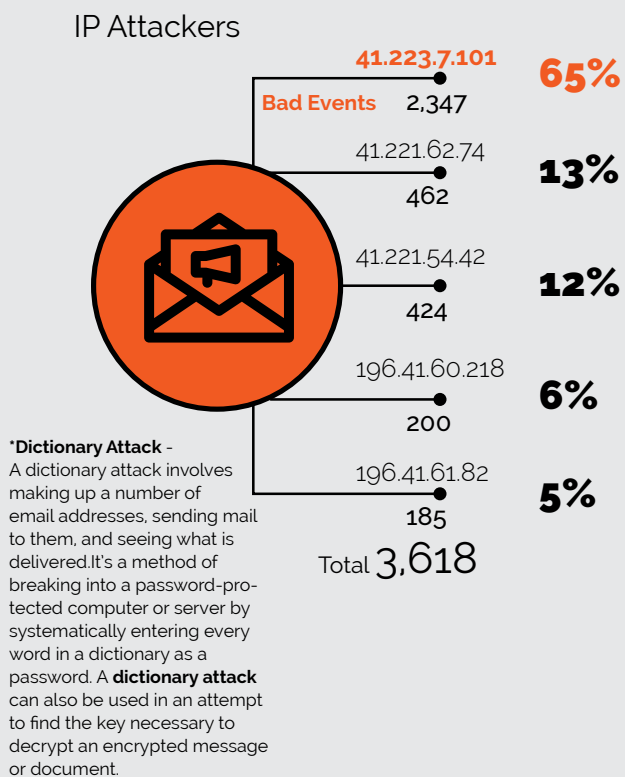 IP Attackers
41.223.7.101
65%
Bad Events 2,347
41.221.62.74
13%
462
41.221.54.42
12%
424
196.41.60.218
6%
200
196.41.61.82
5%
185
Total 3,618
*Dictionary Attack -
A dictionary attack involves
making up a number of
email addresses, sending mail
to them, and seeing what is
delivered.It's a method of
breaking into a password-pro-
tected computer or server by
systematically entering every
word in a dictionary as a
password. A dictionary attack
can also be used in an attempt
to find the key necessary to
decrypt an encrypted message
or document.